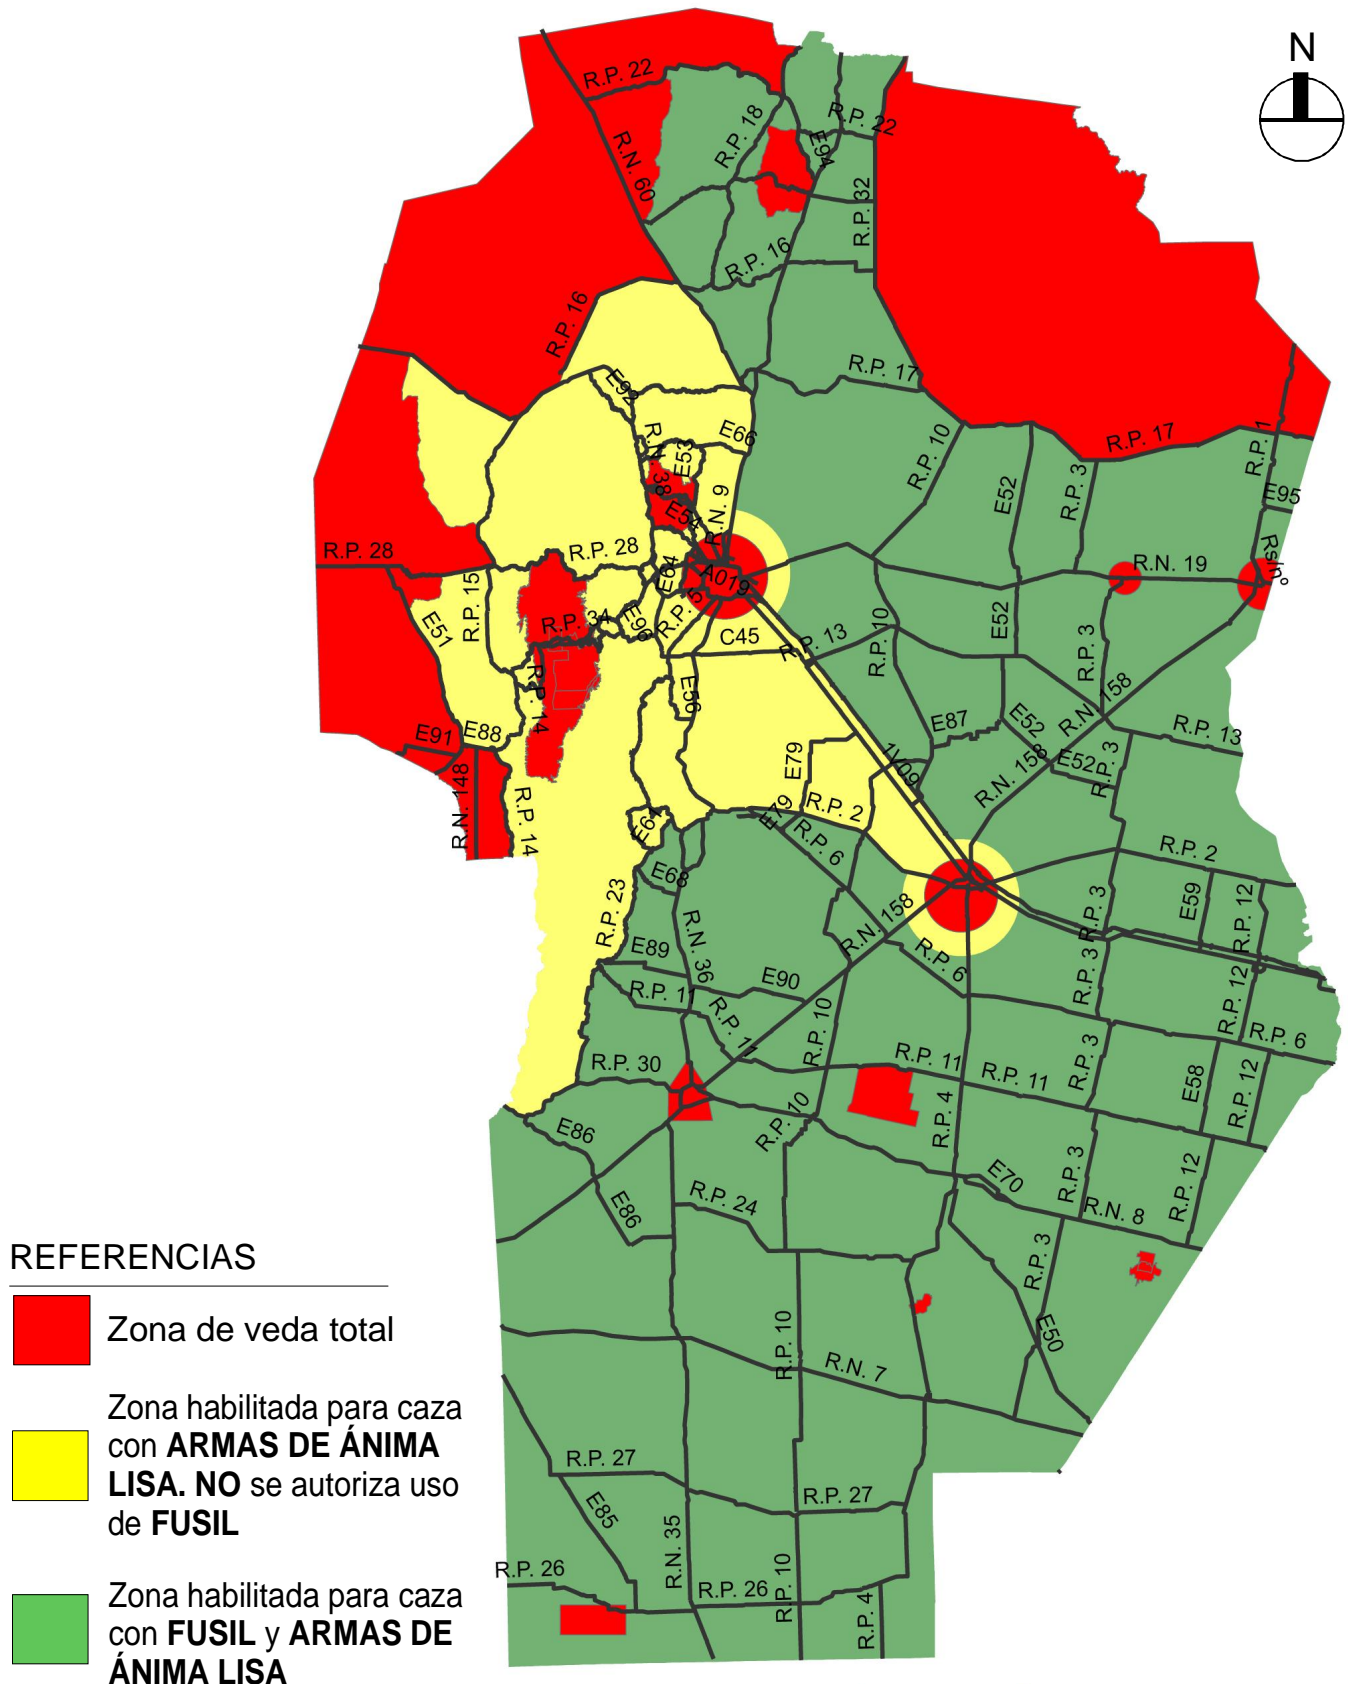 N
R.P. 22
R.P. 18
R.P. 22
E94
R.N. 60
R.P. 32
R.P. 16
R.P. 16
R.P. 17
E92
E66
R.P. 10
R.P. 17
R.P. 1
R.N. 38
E53
R.P. 3
E52
E95
R.N. 9
E54
R.P. 28
R.P. 28
R.N. 19
Rs/nº
E64
A019
R.P. 15
R.P. 5
E51
R.P. 34
E96
C45
R.P. 13
R.P. 10
E52
R.P. 3
R.P. 14
E56
R.N. 158
E87
E52
R.P. 13
E91
E88
E79
1V09
R.N. 158
E52
R.P. 3
R.N. 148
R.P. 14
E61
E79
R.P. 2
R.P. 6
R.P. 2
E68
R.P. 23
R.N. 158
R.P. 3
E59
R.P. 12
E89
R.N. 36
R.P. 6
R.P. 3
R.P. 11
E90
R.P. 12
R.P. 11
R.P. 10
R.P. 6
R.P. 30
R.P. 11
R.P. 11
R.P. 3
E58
R.P. 12
E86
R.P. 10
R.P. 4
E70
R.P. 3
R.P. 12
E86
R.P. 24
R.N. 8
R.P. 3
E50
R.P. 10
R.N. 7
R.P. 27
R.P. 27
E85
R.N. 35
R.P. 26
R.P. 26
R.P. 10
R.P. 4
REFERENCIAS
Zona de veda total
Zona habilitada para caza
con ARMAS DE ÁNIMA
LISA. NO se autoriza uso
de FUSIL
Zona habilitada para caza
con FUSIL y ARMAS DE
ÁNIMA LISA